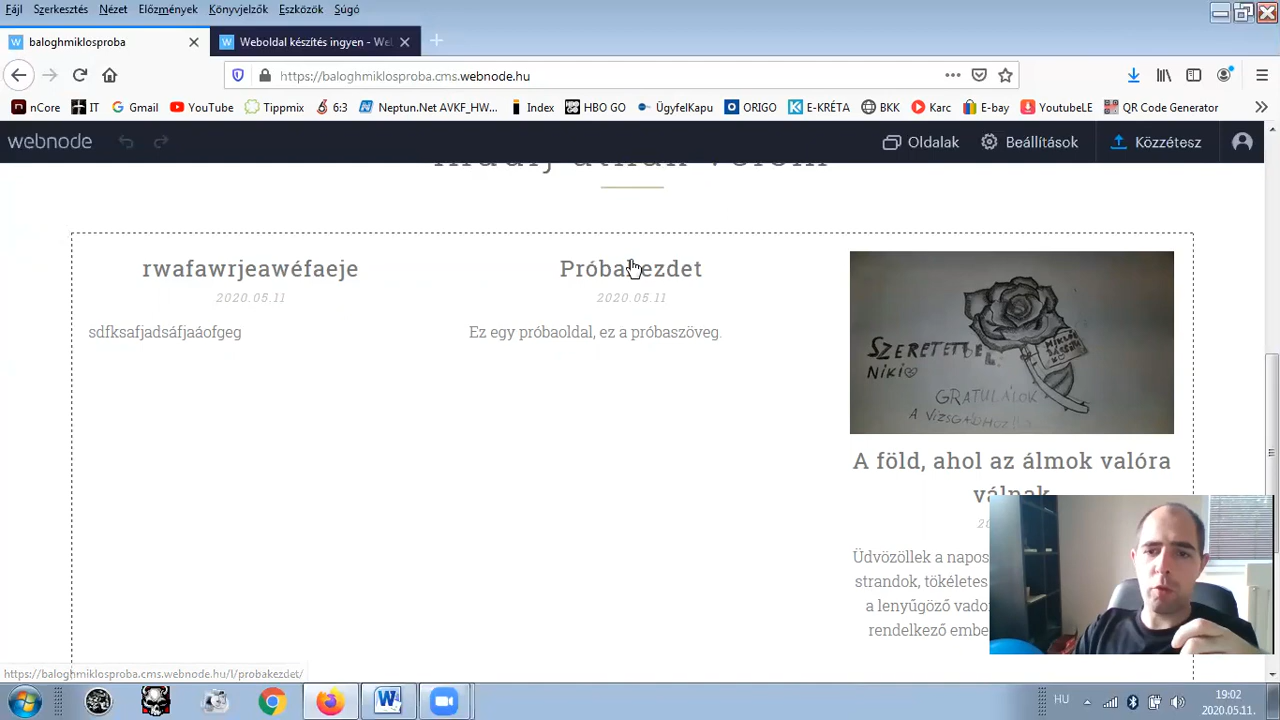 Fájl Szerkesztés Nézet Előzmények Könyvjelzők Eszközök Súgó
baloghmiklosproba
Weboldal készítés ingyen - We
https://baloghmiklosproba.cms.webnode.hu
nCore IT Gmail YouTube Tippmix 6:3 Neptun.Net AVKF_HW... Index HBO GO ÜgyfelKapu ORIGO E-KRÉTA BKK Karc E-bay YoutubeLE QR Code Generator
webnode
Oldalak Beállítások Közzétesz
rwafawrjeawéfaeje
2020.05.11
sdfksafjadsáfjaáofgeg
Próbakezdet
2020.05.11
Ez egy próbaoldal, ez a próbaszöveg.
SZERETETTEL:
NIKI
GRATULÁLOK
A VIZSGÁDHOZ!!
A föld, ahol az álmok valóra
válnak
Üdvözöllek a napos
strandok, tökéletes
a lenyűgöző vado
rendelkező embe
https://baloghmiklosproba.cms.webnode.hu/l/probakezdet/
HU
19:02
2020.05.11.